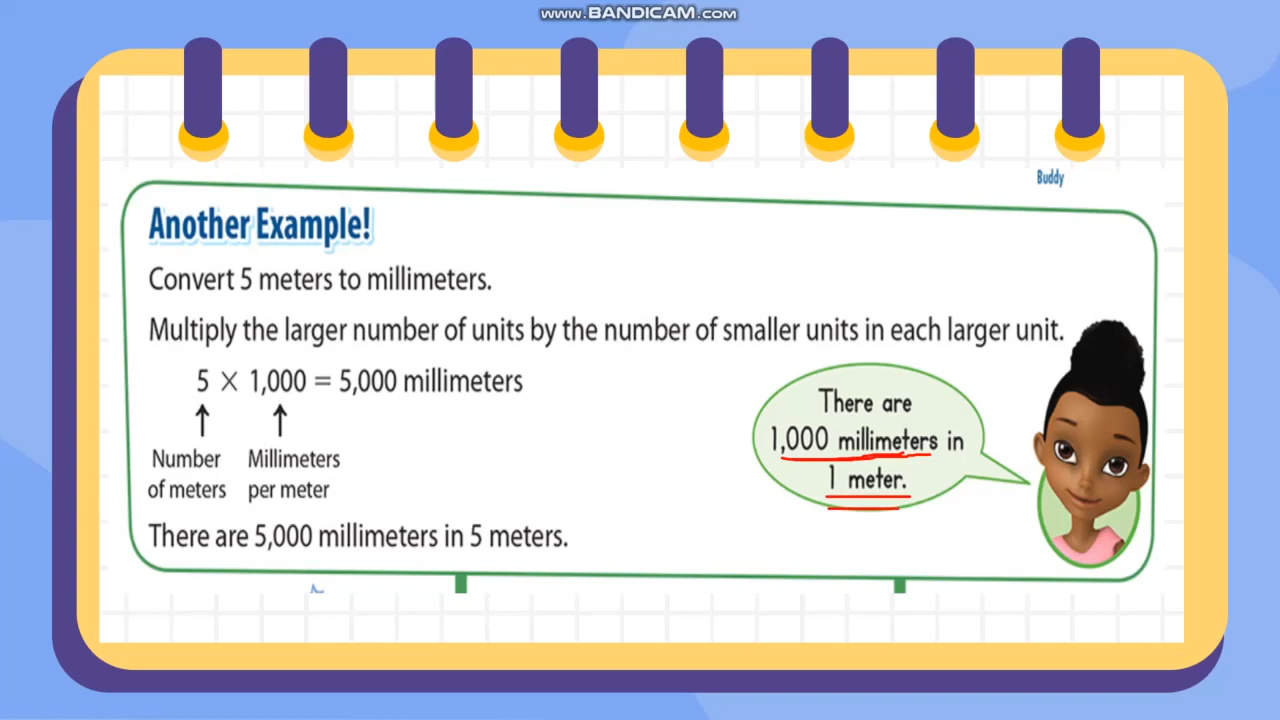 www.BANDICAM.com
Buddy
Another Example!
Convert 5 meters to millimeters.
Multiply the larger number of units by the number of smaller units in each larger unit.
5 × 1,000 = 5,000 millimeters
Number of meters
Millimeters per meter
There are
1,000 millimeters in
1 meter.
There are 5,000 millimeters in 5 meters.